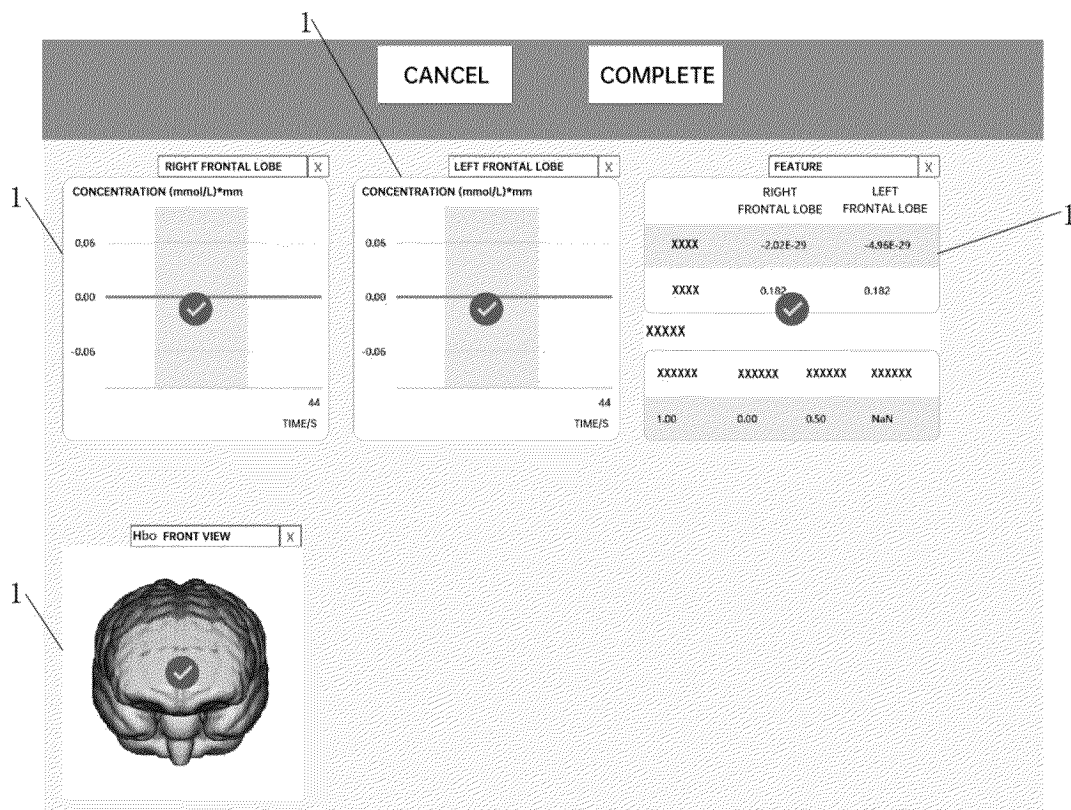 1
CANCEL COMPLETE
RIGHT FRONTAL LOBE X
LEFT FRONTAL LOBE X
FEATURE X
1
CONCENTRATION (mmol/L)*mm
0.06
0.00
-0.06
44
TIME/S
CONCENTRATION (mmol/L)*mm
0.06
0.00
-0.06
44
TIME/S
RIGHT FRONTAL LOBE LEFT FRONTAL LOBE
XXXX -2.02E-29 -4.96E-29
XXXX 0.182 0.182
XXXXX
XXXXXX XXXXXX XXXXXX XXXXXX
1.00 0.00 0.50 NaN
1
Hbo FRONT VIEW X
1